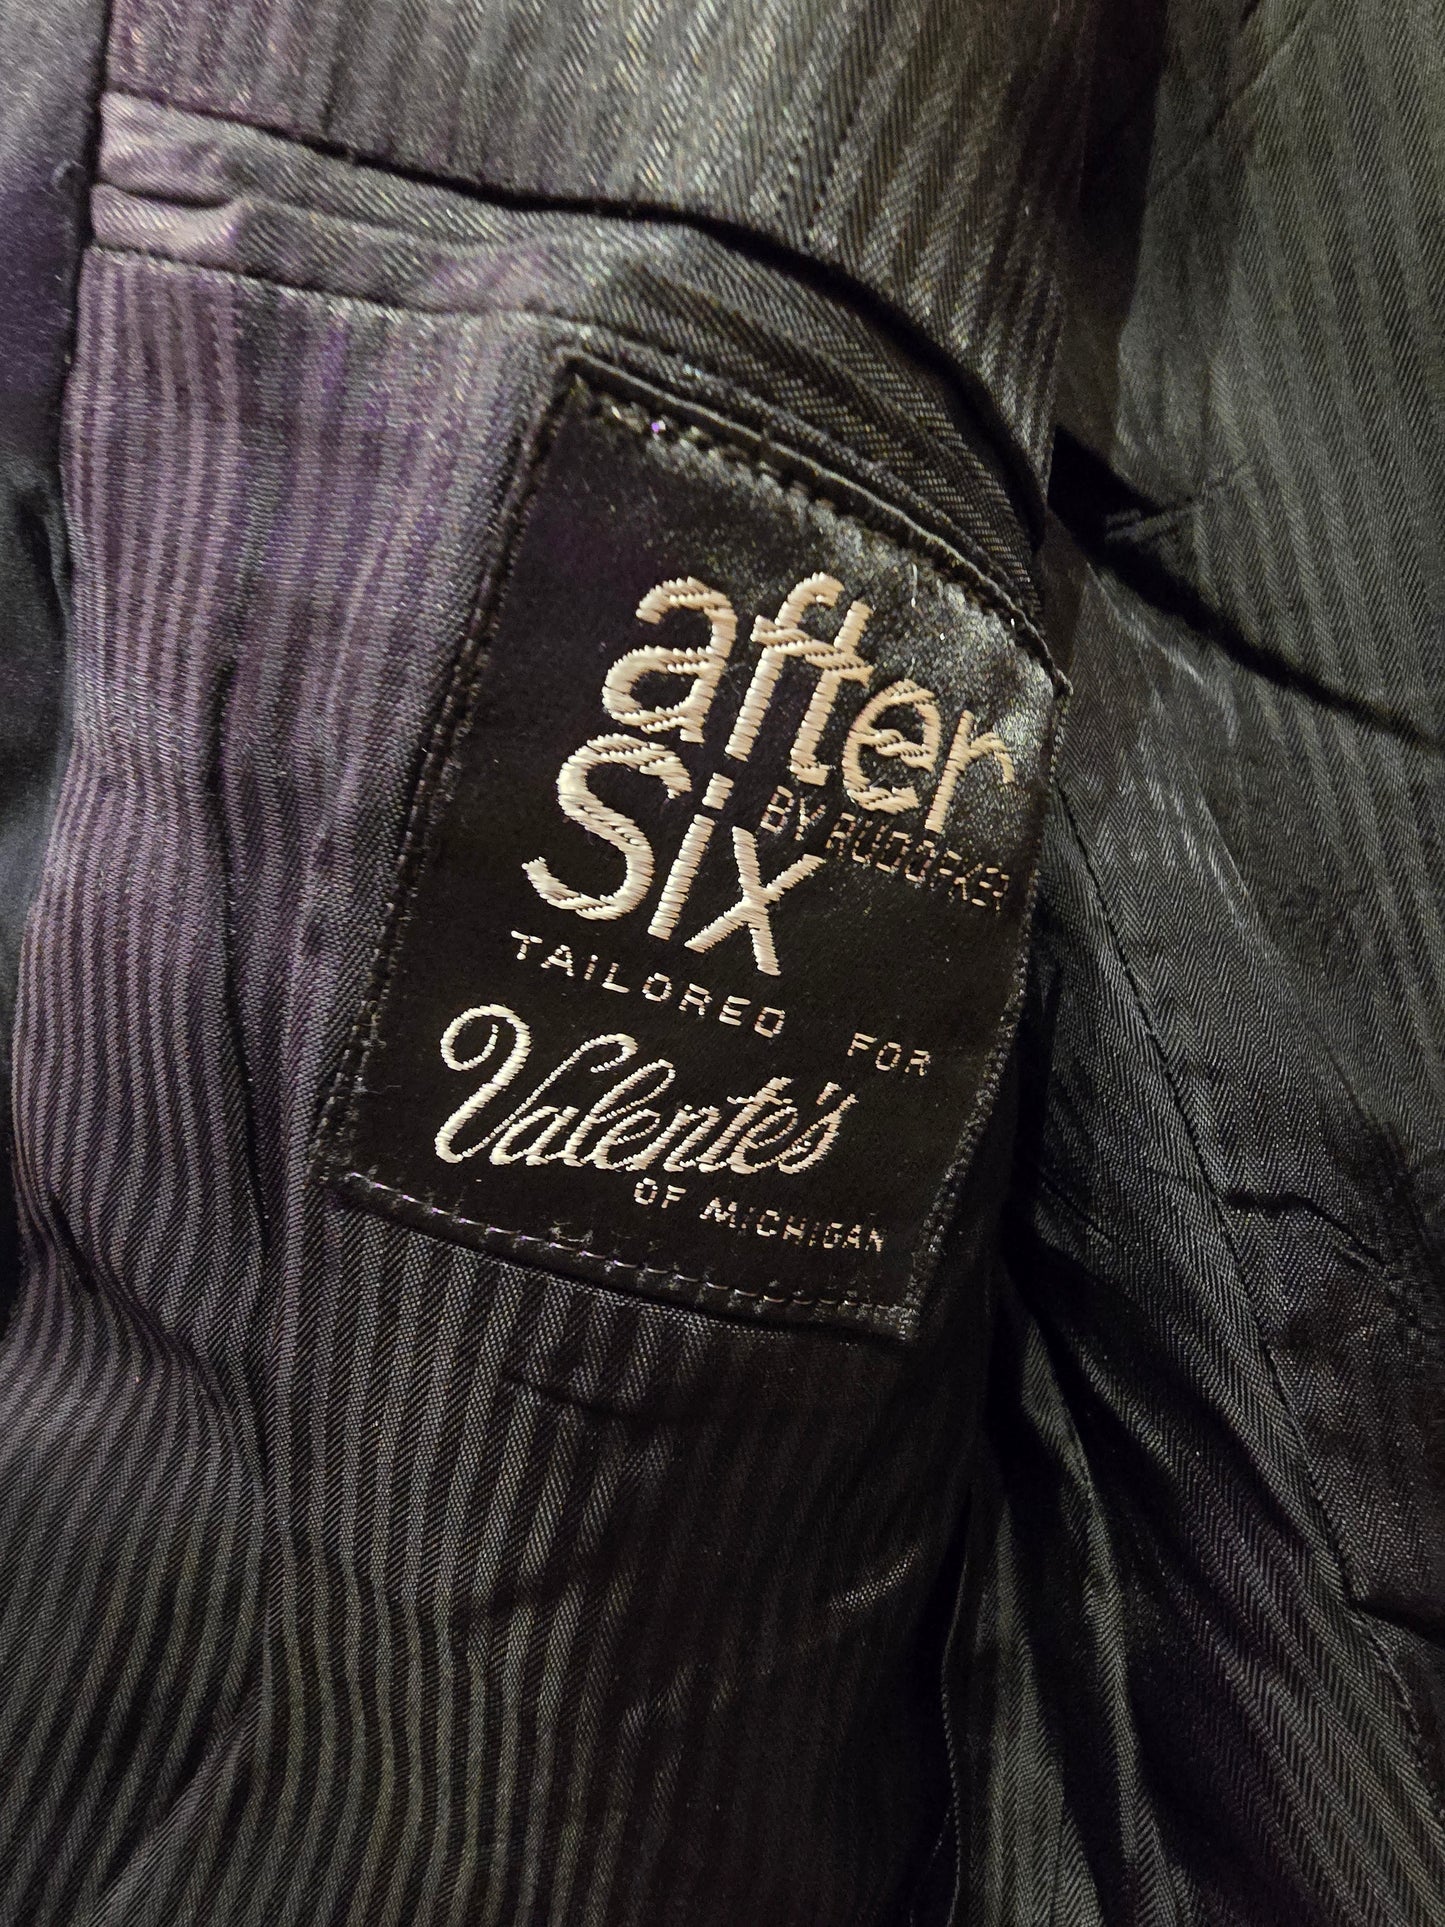 after
Six
BY RUDOFKER
TAILORED FOR
Valente's
OF MICHIGAN